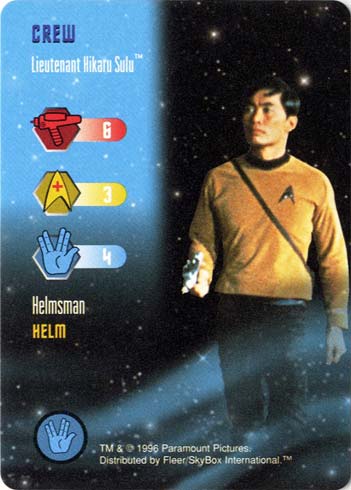 CREW
Lieutenant Hikaru Sulu™
6
3
4
Helmsman
HELM
TM & © 1996 Paramount Pictures.
Distributed by Fleer/SkyBox International.™